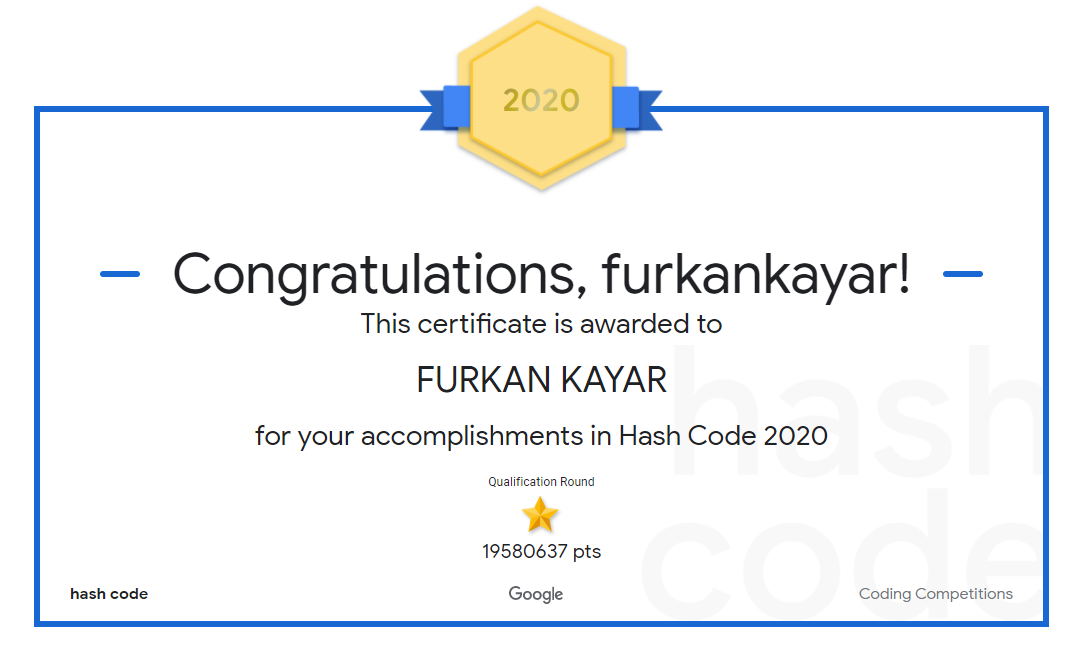 2020
Congratulations, furkankayar!
This certificate is awarded to
FURKAN KAYAR
for your accomplishments in Hash Code 2020
Qualification Round
19580637 pts
hash code
Google
Coding Competitions
hash
code